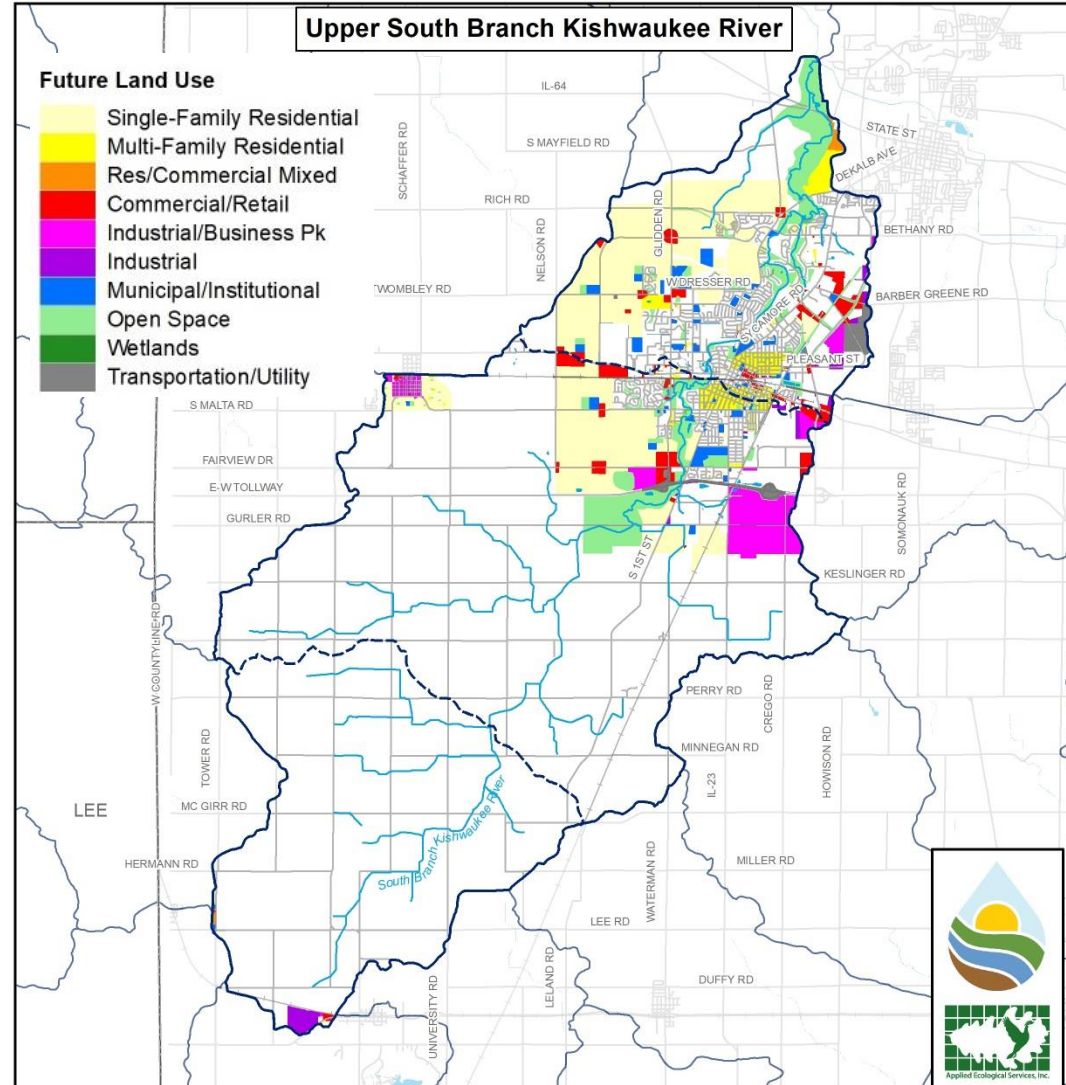 Upper South Branch Kishwaukee River
Future Land Use
Single-Family Residential
Multi-Family Residential
Res/Commercial Mixed
Commercial/Retail
Industrial/Business Pk
Industrial
Municipal/Institutional
Open Space
Wetlands
Transportation/Utility
IL-64
STATE ST
S MAYFIELD RD
DEKALB AVE
SCHAFFER RD
RICH RD
GLIDDEN RD
NELSON RD
BETHANY RD
W DRESSER RD
TWOMBLEY RD
SYCAMORE RD
BARBER GREENE RD
PLEASANT ST
S MALTA RD
FAIRVIEW DR
E-W TOLLWAY
GURLER RD
SOMONAUK RD
S 1ST ST
KESLINGER RD
W COUNTY LINE RD
PERRY RD
CREGO RD
TOWER RD
MINNEGAN RD
HOWISON RD
IL-23
MC GIRR RD
LEE
South Branch Kishwaukee River
HERMANN RD
MILLER RD
WATERMAN RD
LEE RD
UNIVERSITY RD
LELAND RD
DUFFY RD
Applied Ecological Services, Inc.